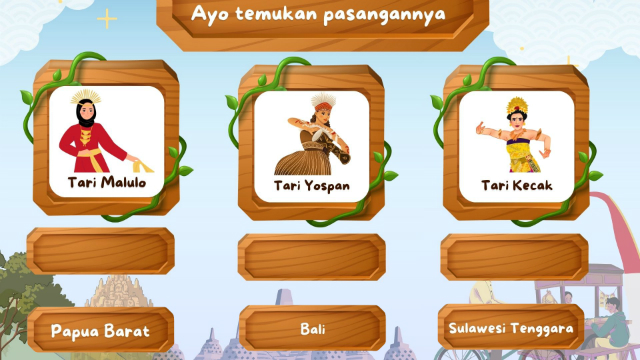 Ayo temukan pasangannya
Tari Malulo
Tari Yospan
Tari Kecak
Papua Barat
Bali
Sulawesi Tenggara